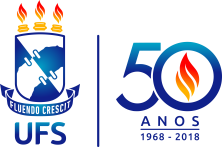 FLUENDO CRESCIT
UFS
50
ANOS
1968 - 2018